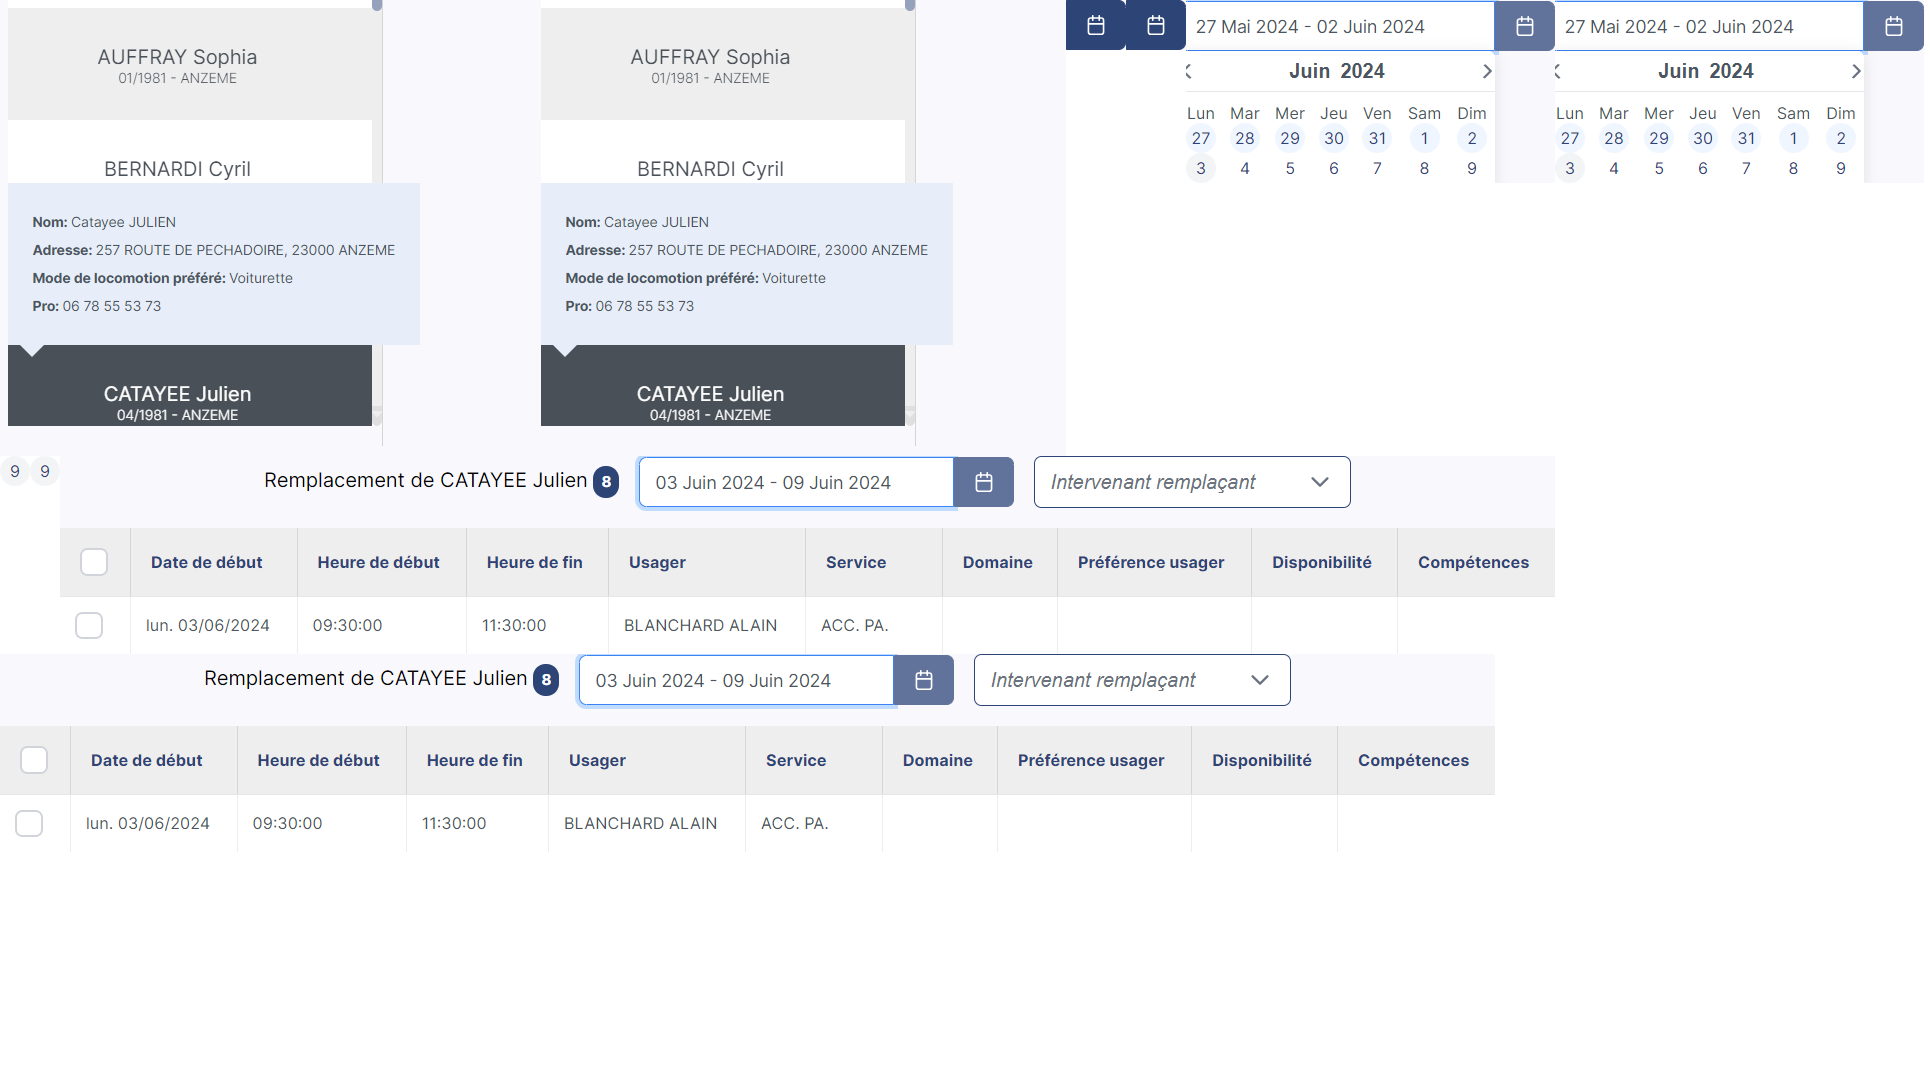 AUFFRAY Sophia
01/1981 - ANZEME
BERNARDI Cyril
Nom: Catayee JULIEN
Adresse: 257 ROUTE DE PECHADOIRE, 23000 ANZEME
Mode de locomotion préféré: Voiturette
Pro: 06 78 55 53 73
CATAYEE Julien
04/1981 - ANZEME
AUFFRAY Sophia
01/1981 - ANZEME
BERNARDI Cyril
Nom: Catayee JULIEN
Adresse: 257 ROUTE DE PECHADOIRE, 23000 ANZEME
Mode de locomotion préféré: Voiturette
Pro: 06 78 55 53 73
CATAYEE Julien
04/1981 - ANZEME
27 Mai 2024 - 02 Juin 2024
Juin 2024
Lun Mar Mer Jeu Ven Sam Dim
27 28 29 30 31 1 2
3 4 5 6 7 8 9
27 Mai 2024 - 02 Juin 2024
Juin 2024
Lun Mar Mer Jeu Ven Sam Dim
27 28 29 30 31 1 2
3 4 5 6 7 8 9
9 9
Remplacement de CATAYEE Julien 8 03 Juin 2024 - 09 Juin 2024 Intervenant remplaçant
Date de début Heure de début Heure de fin Usager Service Domaine Préférence usager Disponibilité Compétences
lun. 03/06/2024 09:30:00 11:30:00 BLANCHARD ALAIN ACC. PA.
Remplacement de CATAYEE Julien 8 03 Juin 2024 - 09 Juin 2024 Intervenant remplaçant
Date de début Heure de début Heure de fin Usager Service Domaine Préférence usager Disponibilité Compétences
lun. 03/06/2024 09:30:00 11:30:00 BLANCHARD ALAIN ACC. PA.